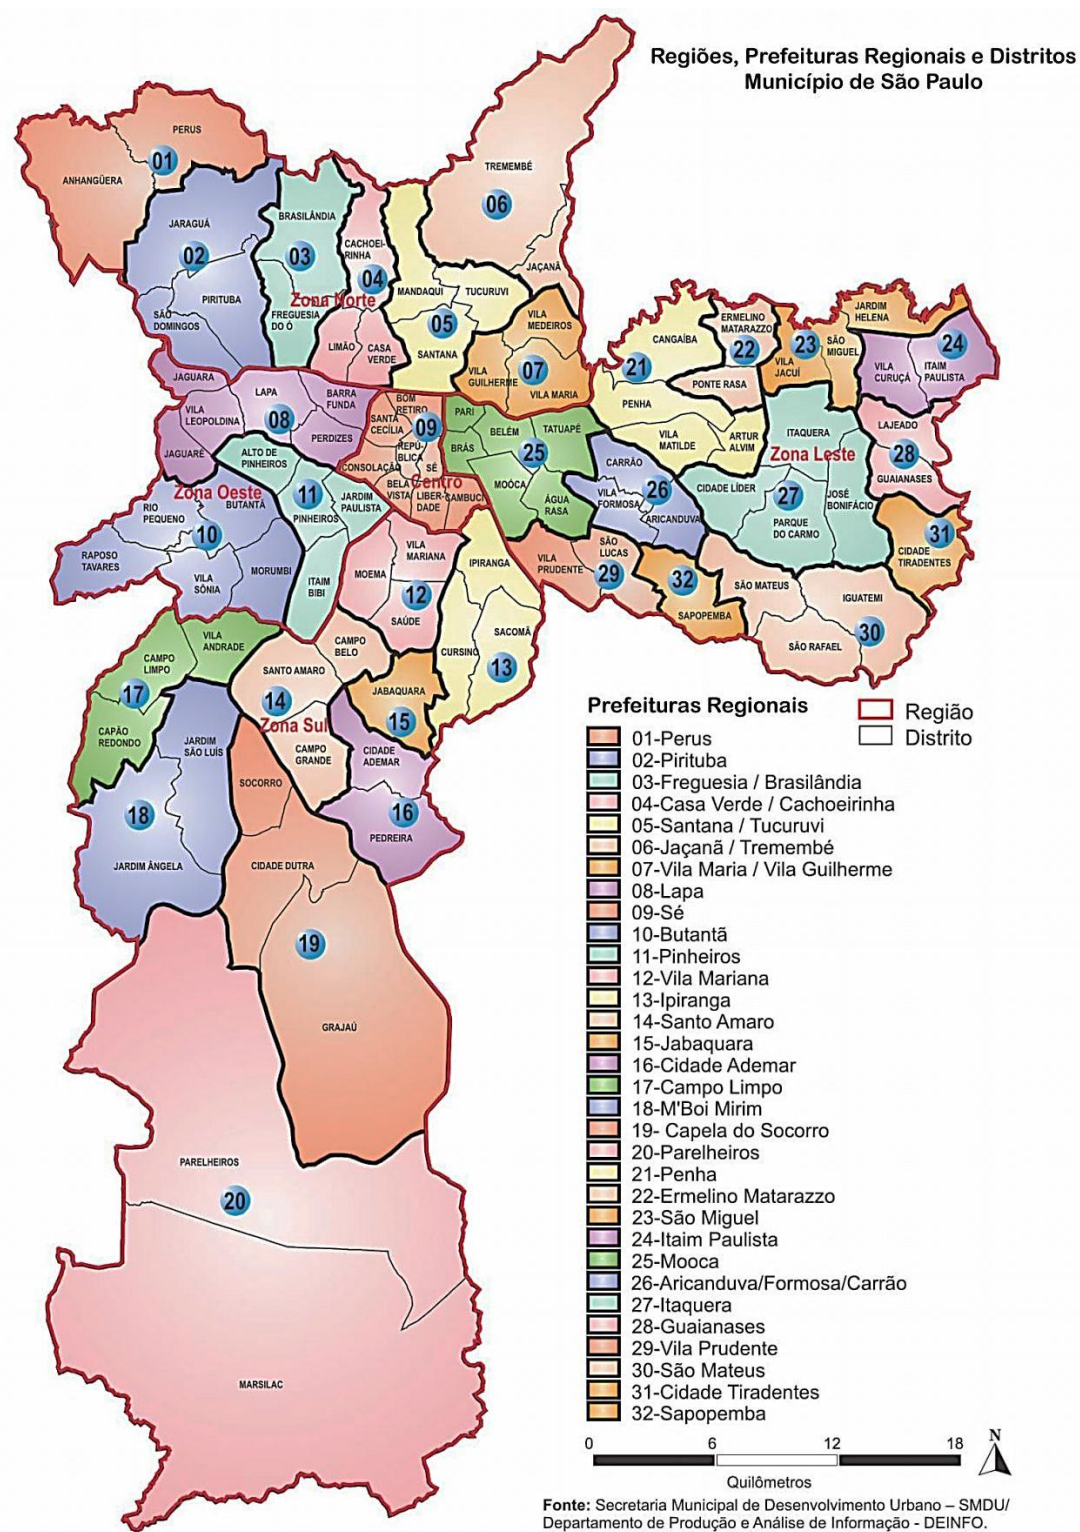 Regiões, Prefeituras Regionais e Distritos
Município de São Paulo
PERUS
01
ANHANGÜERA
TREMEMBÉ
06
JAÇANÃ
JARAGUÁ
02
PIRITUBA
SÃO
DOMINGOS
BRASILÂNDIA
03
Zona Norte
FREGUESIA
DO Ó
CACHOEI-
RINHA
04
LIMÃO
CASA
VERDE
MANDAQUI
TUCURUVI
05
SANTANA
VILA
MEDEIROS
VILA
GUILHERME
07
VILA MARIA
CANGAÍBA
21
PENHA
VILA
MATILDE
ARTUR
ALVIM
ERMELINO
MATARAZZO
22
PONTE RASA
JARDIM
HELENA
23
SÃO
MIGUEL
VILA
JACUÍ
24
VILA
CURUÇÁ
ITAIM
PAULISTA
JAGUARA
VILA
LEOPOLDINA
JAGUARÉ
LAPA
08
BARRA
FUNDA
PERDIZES
BOM
RETIRO
SANTA
CECÍLIA
09
REPÚ-
BLICA
SÉ
CONSOLAÇÃO
Centro
BELA
VISTA
LIBER-
DADE
CAMBUCI
PARI
BELÉM
TATUAPÉ
BRÁS
25
MOÓCA
ÁGUA
RASA
CARRÃO
26
VILA
FORMOSA
ARICANDUVA
ITAQUERA
Zona Leste
CIDADE LÍDER
27
JOSÉ
BONIFÁCIO
PARQUE
DO CARMO
LAJEADO
28
GUAIANASES
31
CIDADE
TIRADENTES
ALTO DE
PINHEIROS
11
PINHEIROS
JARDIM
PAULISTA
ITAIM
BIBI
Zona Oeste
BUTANTÃ
RIO
PEQUENO
10
RAPOSO
TAVARES
VILA
SÔNIA
MORUMBI
VILA
MARIANA
MOEMA
12
SAÚDE
IPIRANGA
SACOMÃ
CURSINO
13
VILA
PRUDENTE
SÃO
LUCAS
29
32
SAPOPEMBA
SÃO MATEUS
IGUATEMI
SÃO RAFAEL
30
VILA
ANDRADE
CAMPO
LIMPO
17
CAPÃO
REDONDO
CAMPO
BELO
SANTO AMARO
14
Zona Sul
CAMPO
GRANDE
JABAQUARA
15
CIDADE
ADEMAR
16
PEDREIRA
JARDIM
SÃO LUÍS
18
JARDIM ÂNGELA
SOCORRO
CIDADE DUTRA
19
GRAJAÚ
PARELHEIROS
20
MARSILAC
Prefeituras Regionais
Região
Distrito
01-Perus
02-Pirituba
03-Freguesia / Brasilândia
04-Casa Verde / Cachoeirinha
05-Santana / Tucuruvi
06-Jaçanã / Tremembé
07-Vila Maria / Vila Guilherme
08-Lapa
09-Sé
10-Butantã
11-Pinheiros
12-Vila Mariana
13-Ipiranga
14-Santo Amaro
15-Jabaquara
16-Cidade Ademar
17-Campo Limpo
18-M'Boi Mirim
19- Capela do Socorro
20-Parelheiros
21-Penha
22-Ermelino Matarazzo
23-São Miguel
24-Itaim Paulista
25-Mooca
26-Aricanduva/Formosa/Carrão
27-Itaquera
28-Guaianases
29-Vila Prudente
30-São Mateus
31-Cidade Tiradentes
32-Sapopemba
0 6 12 18
N
Quilômetros
Fonte: Secretaria Municipal de Desenvolvimento Urbano – SMDU/
Departamento de Produção e Análise de Informação - DEINFO.